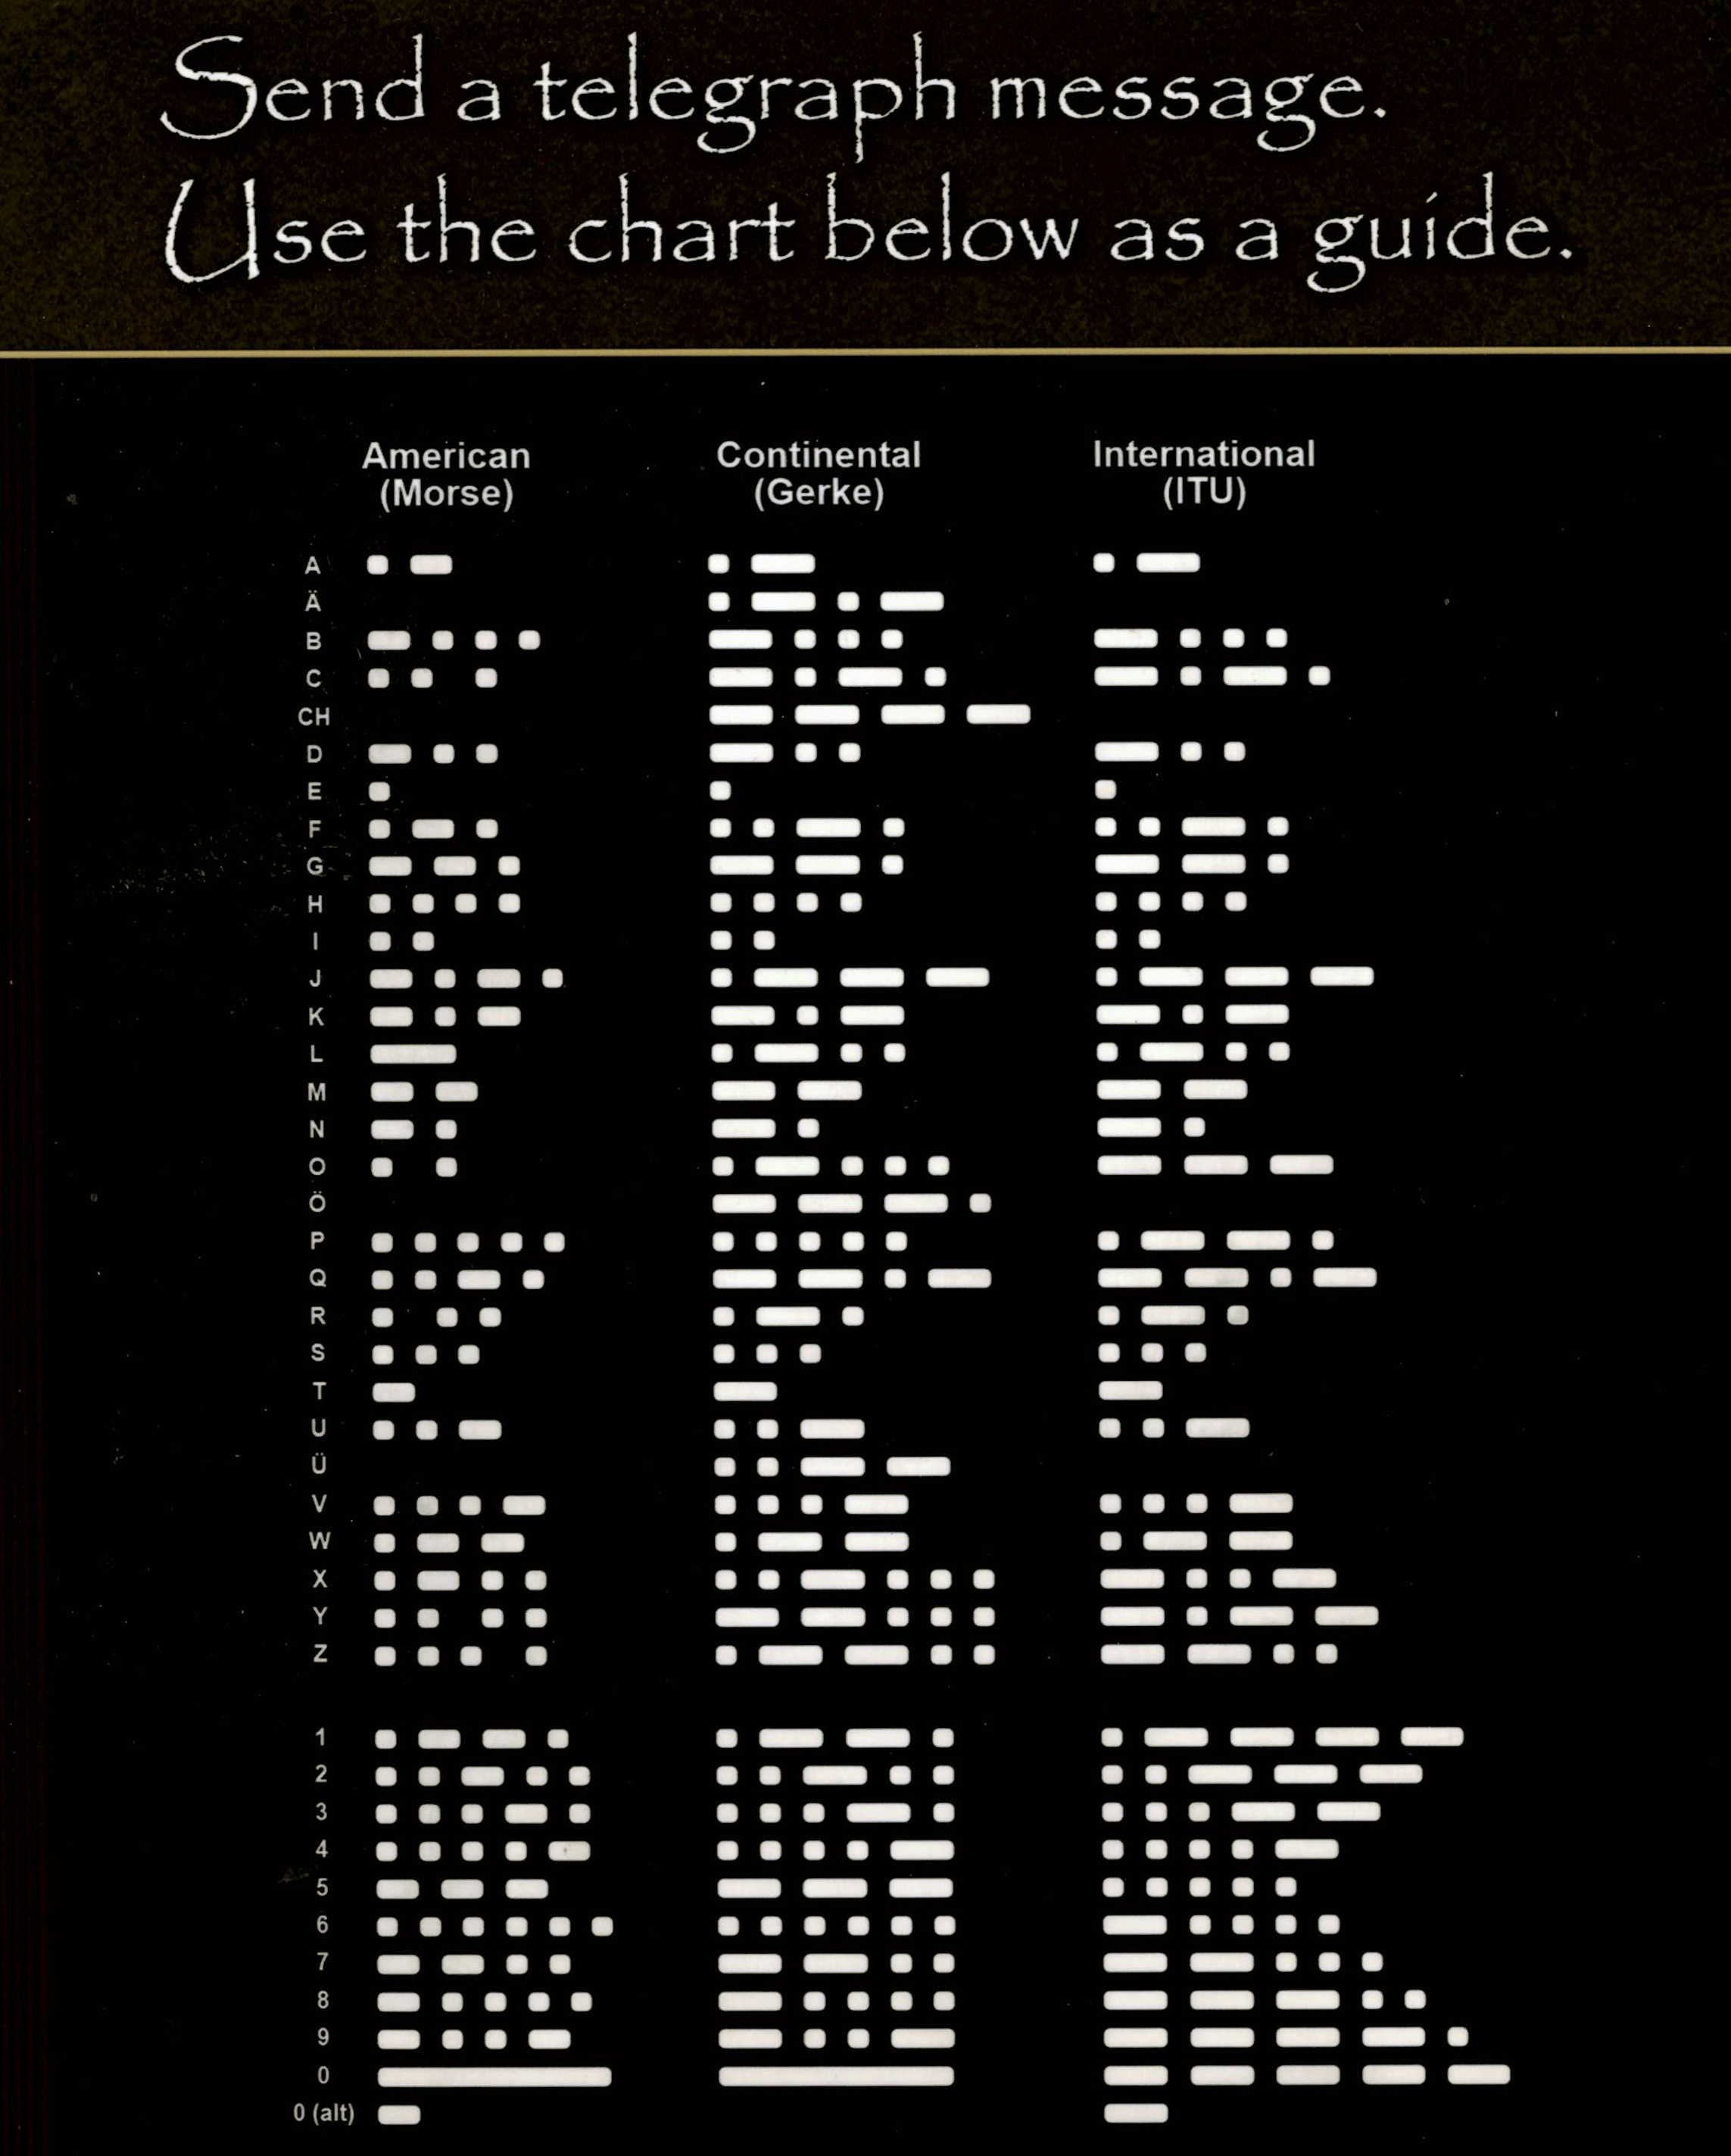 Send a telegraph message.
Use the chart below as a guide.
American Continental International
(Morse) (Gerke) (ITU)
A
Ä
B
C
CH
D
E
F
G
H
I
J
K
L
M
N
O
Ö
P
Q
R
S
T
U
Ü
V
W
X
Y
Z
1
2
3
4
5
6
7
8
9
0
0 (alt)